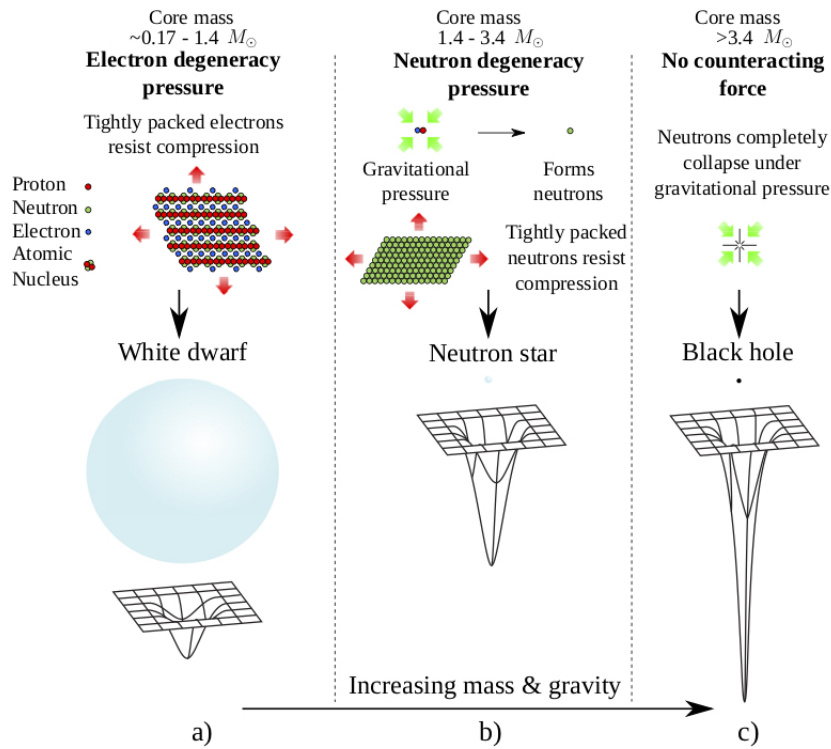 Core mass
~0.17 - 1.4 M☉
Electron degeneracy
pressure
Tightly packed electrons
resist compression
Proton
Neutron
Electron
Atomic
Nucleus
White dwarf
a)
Core mass
1.4 - 3.4 M☉
Neutron degeneracy
pressure
Gravitational
pressure
Forms
neutrons
Tightly packed
neutrons resist
compression
Neutron star
b)
Core mass
>3.4 M☉
No counteracting
force
Neutrons completely
collapse under
gravitational pressure
Black hole
Increasing mass & gravity
c)